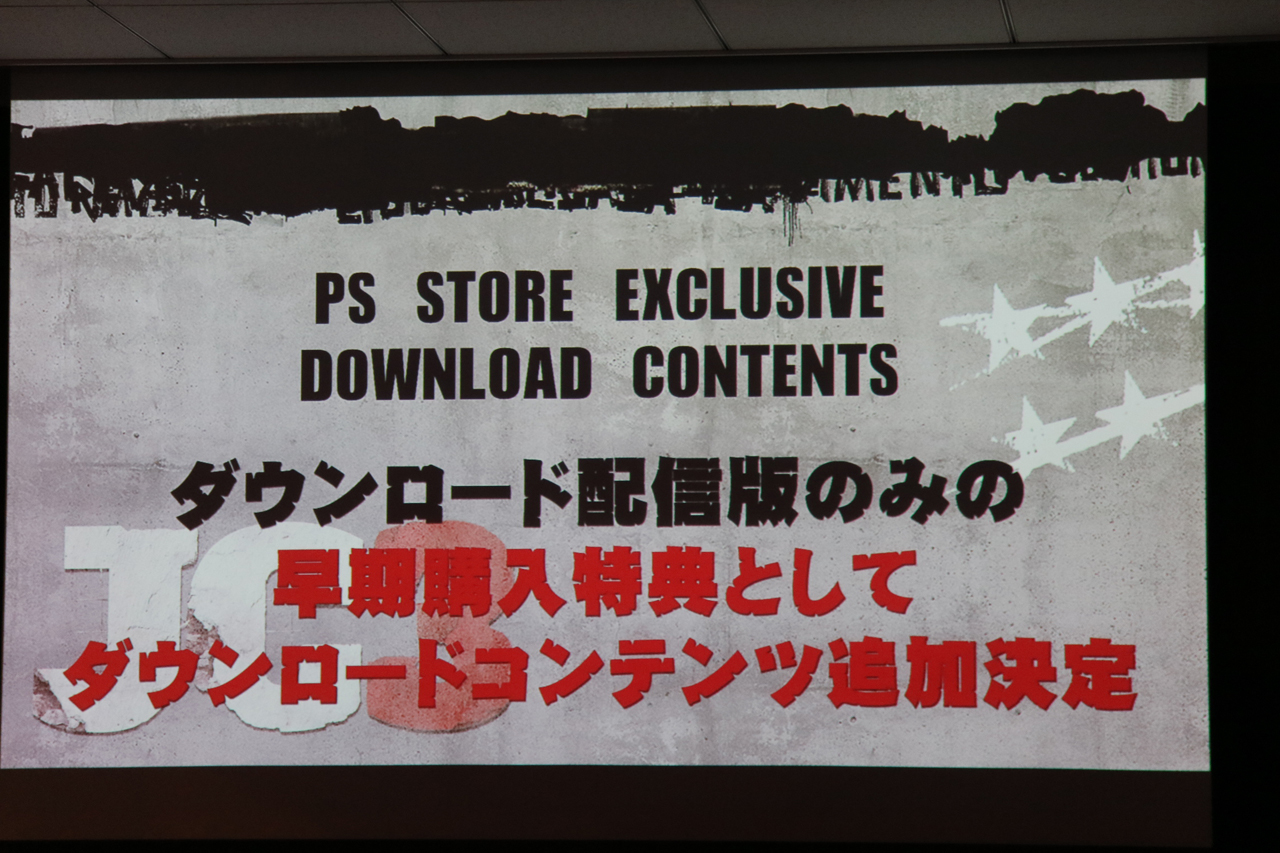 PS STORE EXCLUSIVE
DOWNLOAD CONTENTS
ダウンロード配信版のみの
早期購入特典として
ダウンロードコンテンツ追加決定
JC3